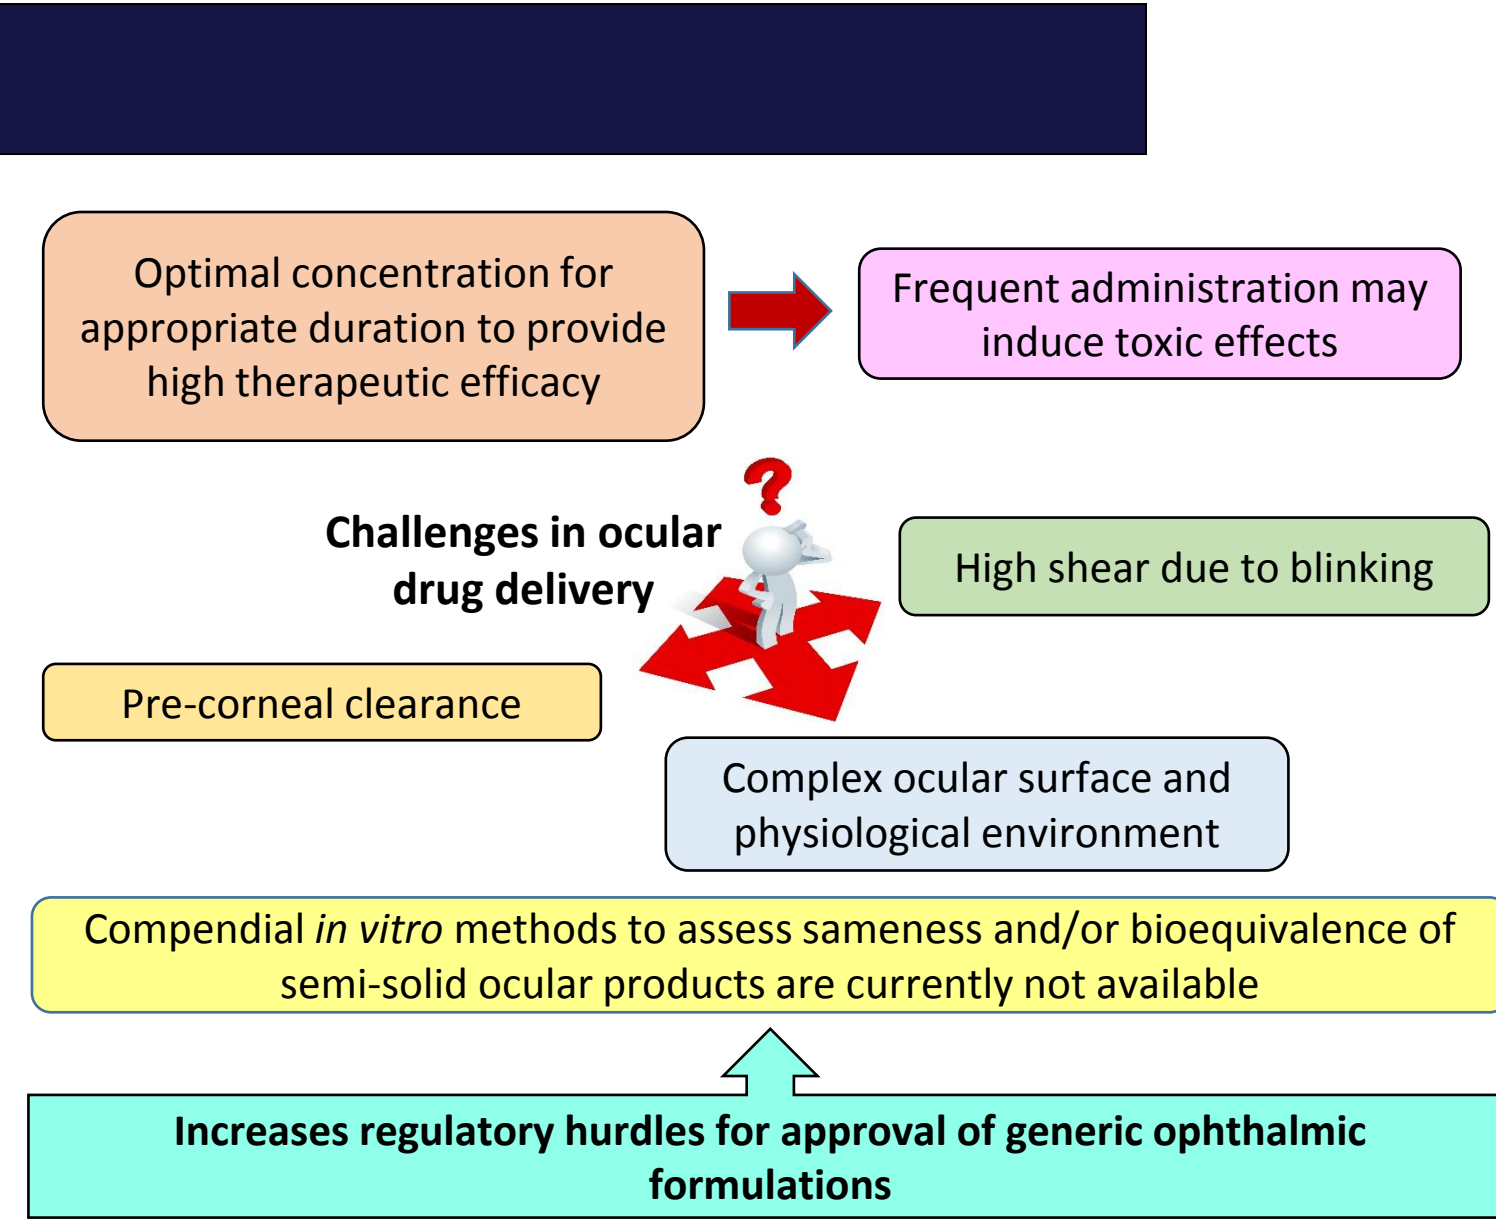 Optimal concentration for
appropriate duration to provide
high therapeutic efficacy
Frequent administration may
induce toxic effects
?
Challenges in ocular
drug delivery
High shear due to blinking
Pre-corneal clearance
Complex ocular surface and
physiological environment
Compendial in vitro methods to assess sameness and/or bioequivalence of
semi-solid ocular products are currently not available
Increases regulatory hurdles for approval of generic ophthalmic
formulations